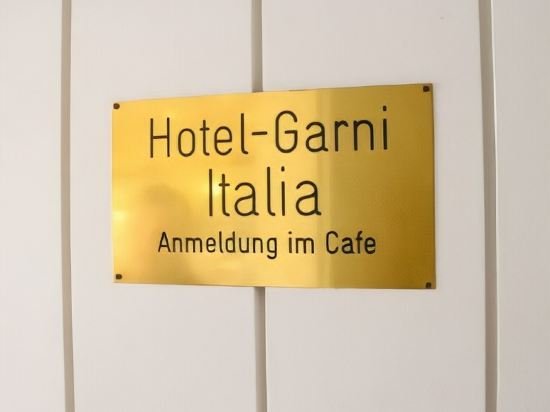 Hotel-Garni
Italia
Anmeldung im Cafe